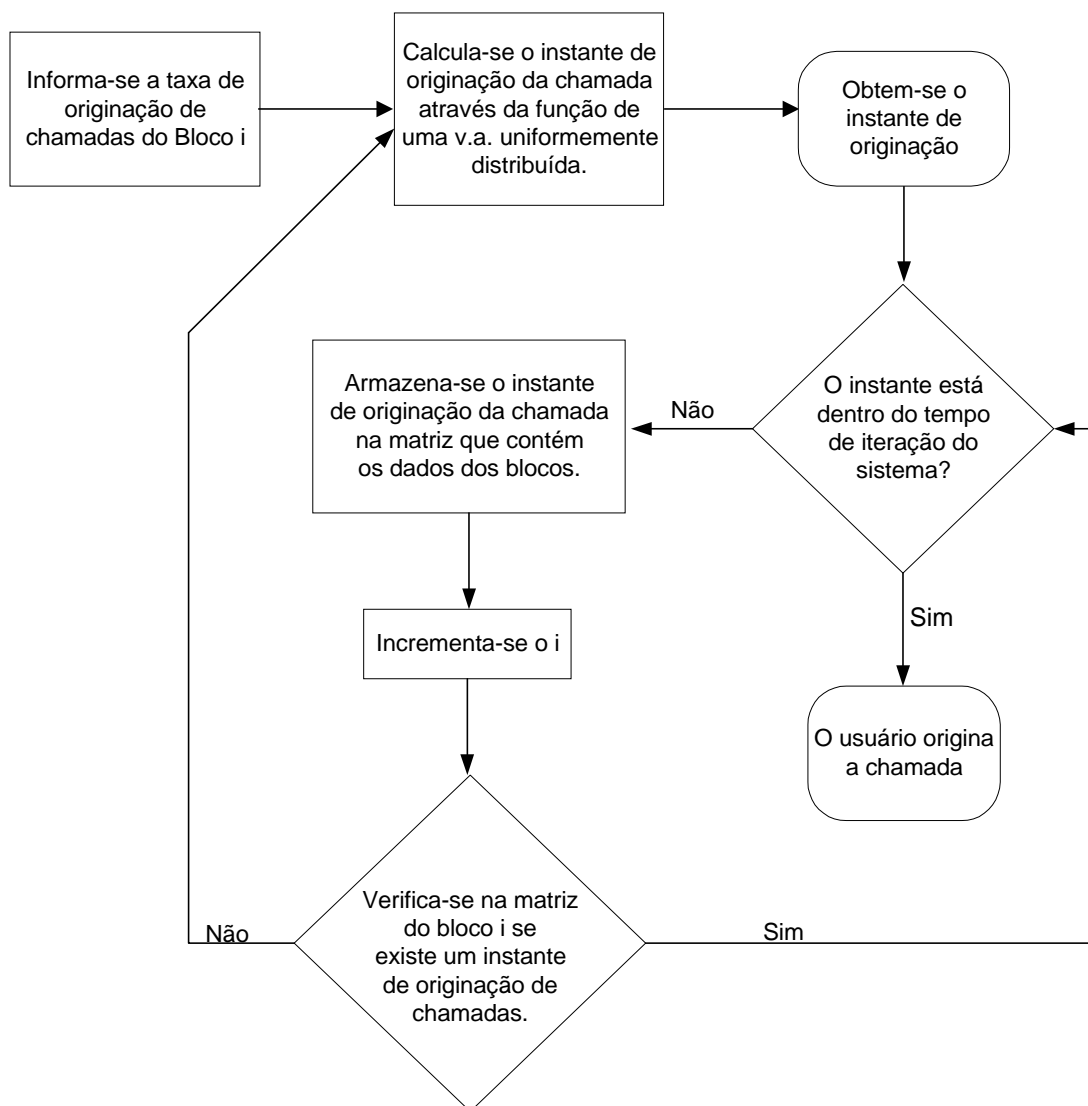 Informa-se a taxa de
originação de
chamadas do Bloco i
Calcula-se o instante de
originação da chamada
através da função de
uma v.a. uniformemente
distribuída.
Obtem-se o
instante de
originação
O instante está
dentro do tempo
de iteração do
sistema?
Não
Armazena-se o instante
de originação da chamada
na matriz que contém
os dados dos blocos.
Sim
Incrementa-se o i
O usuário origina
a chamada
Verifica-se na matriz
do bloco i se
existe um instante
de originação de
chamadas.
Não
Sim